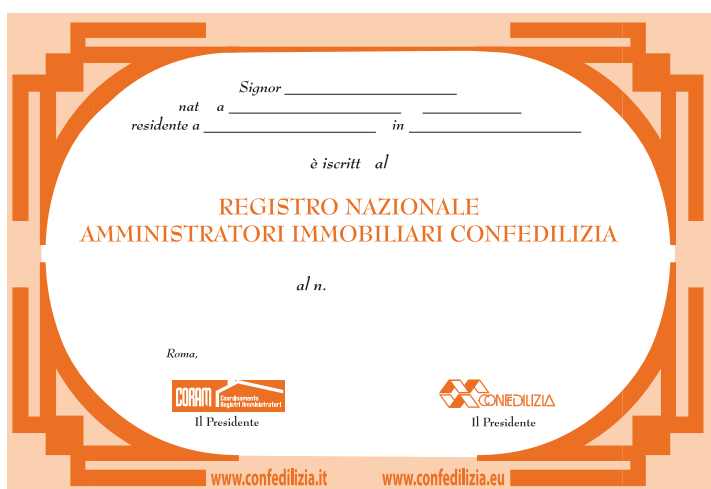 Signor
nat a
residente a in
è iscritt al
REGISTRO NAZIONALE
AMMINISTRATORI IMMOBILIARI CONFEDILIZIA
al n.
Roma,
CORAM Coordinamento
Registri Amministratori
CONFEDILIZIA
Il Presidente Il Presidente
www.confedilizia.it www.confedilizia.eu